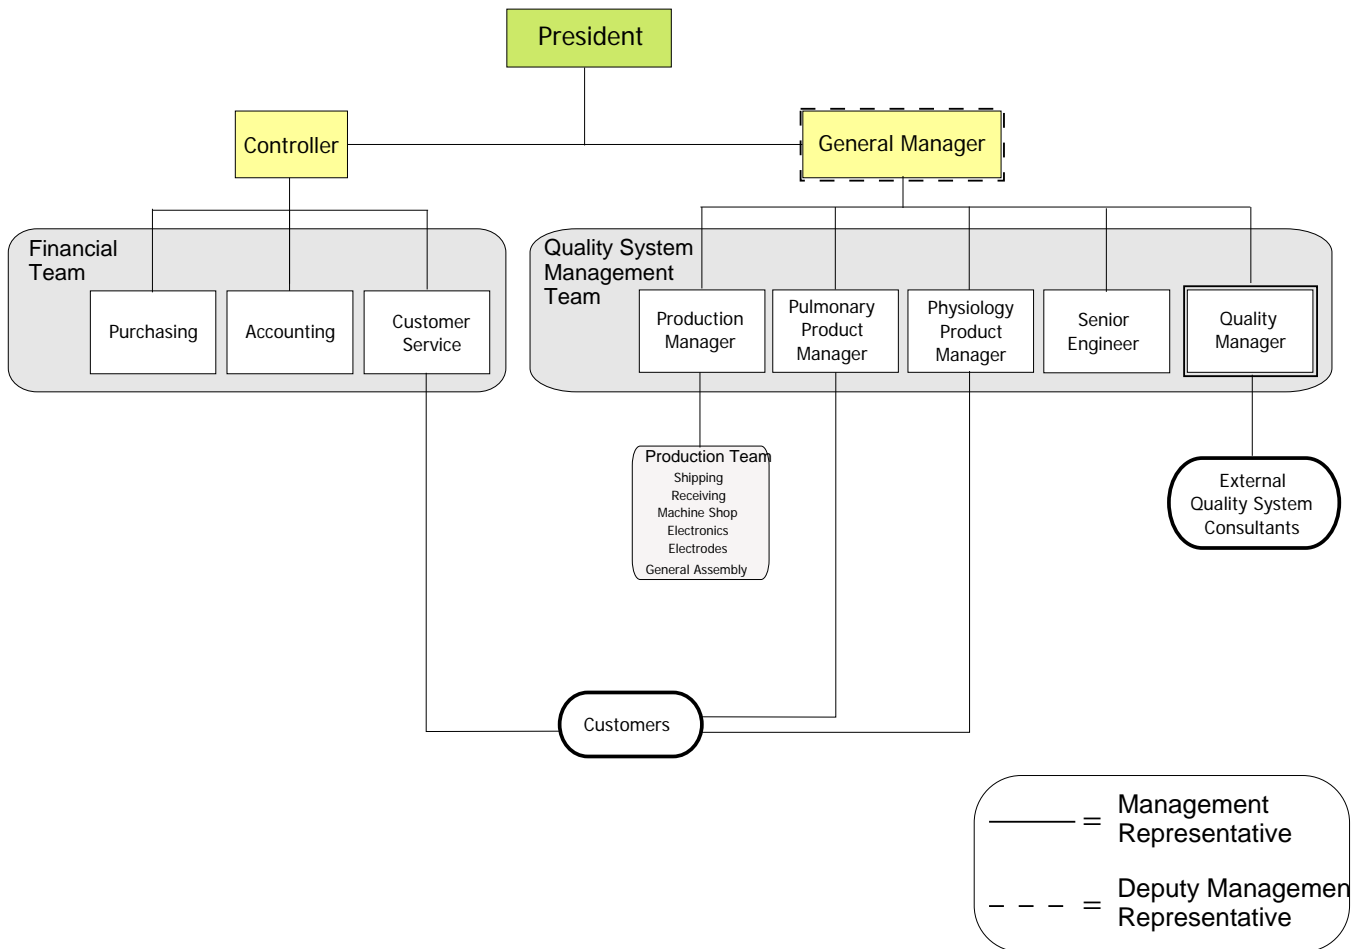 President
Controller
General Manager
Financial
Team
Purchasing
Accounting
Customer
Service
Quality System
Management
Team
Production
Manager
Pulmonary
Product
Manager
Physiology
Product
Manager
Senior
Engineer
Quality
Manager
Production Team
Shipping
Receiving
Machine Shop
Electronics
Electrodes
General Assembly
External
Quality System
Consultants
Customers
= Management
Representative
= Deputy Managemen
Representative